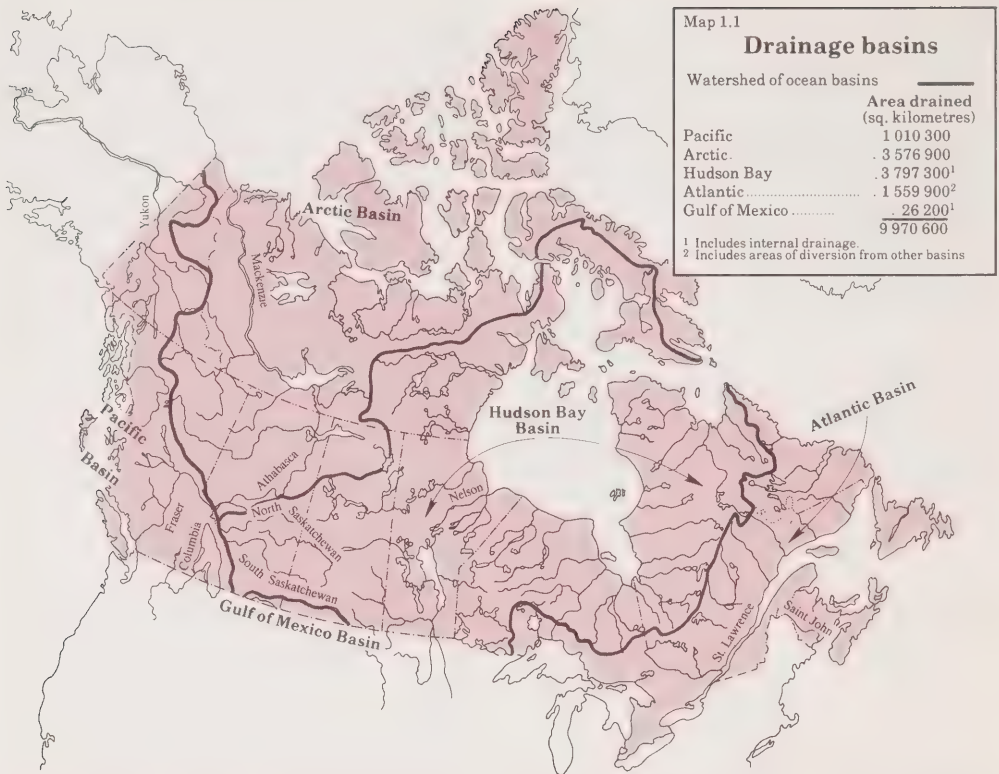 Map 1.1
Drainage basins
Watershed of ocean basins
Area drained
(sq. kilometres)
Pacific 1 010 300
Arctic. . 3 576 900
Hudson Bay . 3 797 300¹
Atlantic .......................... . 1 559 900²
Gulf of Mexico .......... . 26 200¹
9 970 600
¹ Includes internal drainage.
² Includes areas of diversion from other basins
Yukon
Mackenzie
Arctic Basin
Pacific
Basin
Hudson Bay
Basin
Atlantic Basin
Athabasca
Nelson
North Saskatchewan
Fraser
Columbia
South Saskatchewan
Gulf of Mexico Basin
St. Lawrence
Saint John